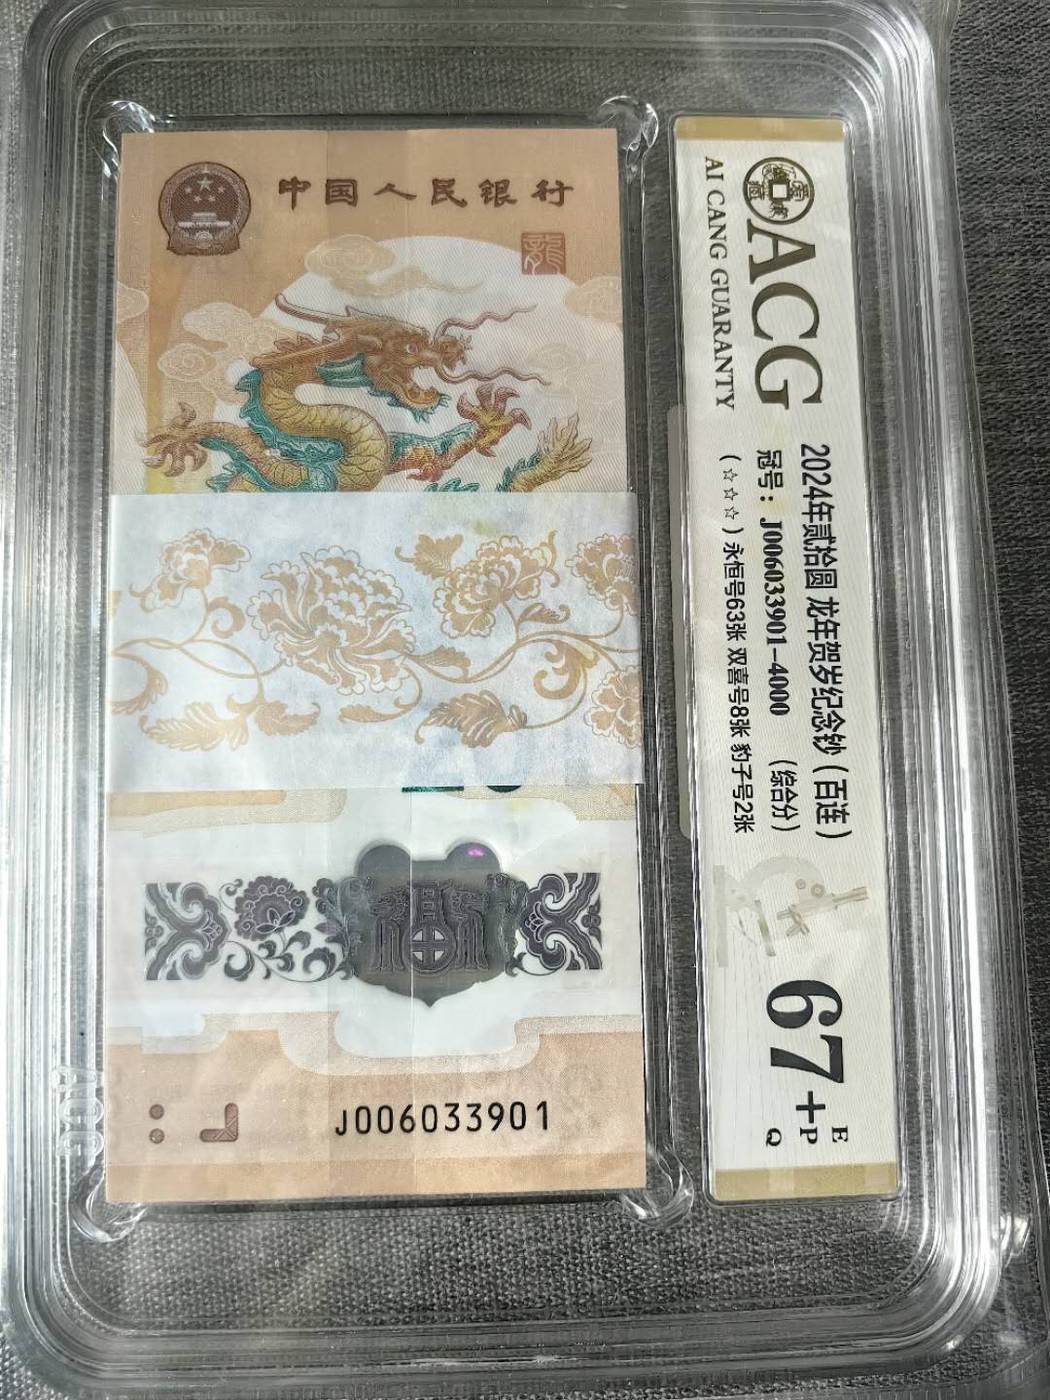 中国人民银行
龍
J006033901
ACG
AI CANG GUARANTY
2024年贰拾圆 龙年贺岁纪念钞 (百连)
冠号: J006033901-4000 (综合分)
(☆☆☆) 永恒号63张 双喜号8张 豹子号2张
67+
E
P
Q